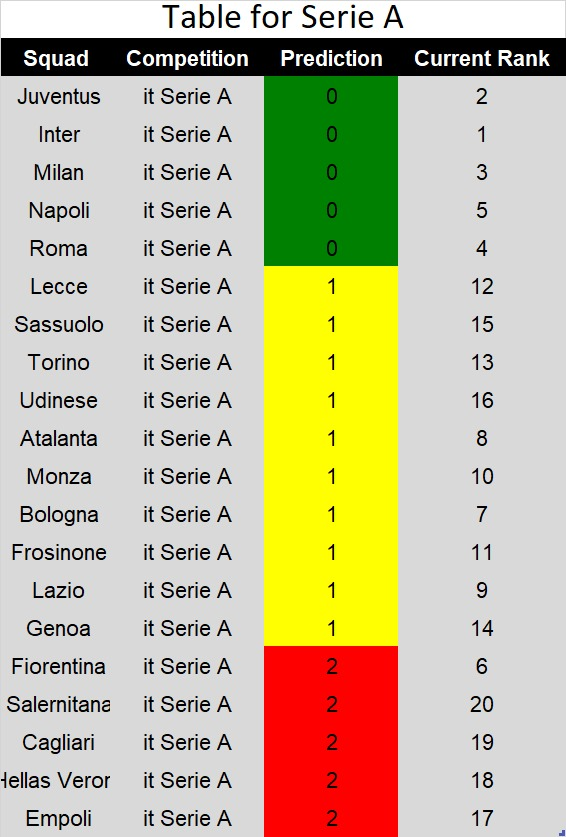 Table for Serie A
Squad Competition Prediction Current Rank
Juventus it Serie A 0 2
Inter it Serie A 0 1
Milan it Serie A 0 3
Napoli it Serie A 0 5
Roma it Serie A 0 4
Lecce it Serie A 1 12
Sassuolo it Serie A 1 15
Torino it Serie A 1 13
Udinese it Serie A 1 16
Atalanta it Serie A 1 8
Monza it Serie A 1 10
Bologna it Serie A 1 7
Frosinone it Serie A 1 11
Lazio it Serie A 1 9
Genoa it Serie A 1 14
Fiorentina it Serie A 2 6
Salernitana it Serie A 2 20
Cagliari it Serie A 2 19
Hellas Veror it Serie A 2 18
Empoli it Serie A 2 17